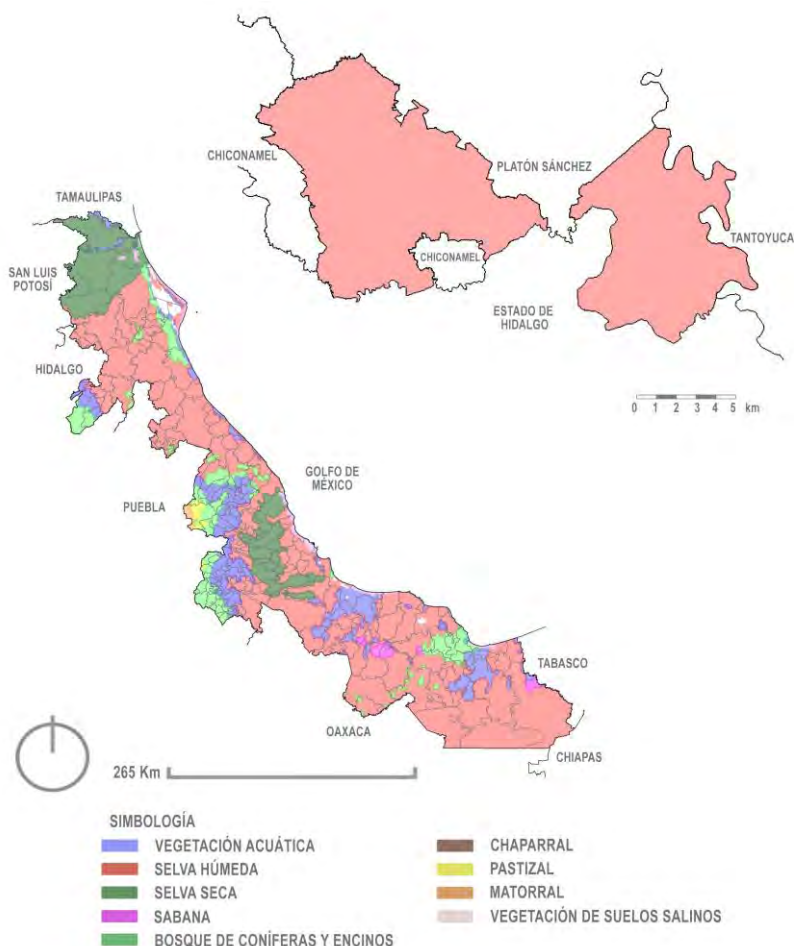 CHICONAMEL
PLATÓN SÁNCHEZ
TAMAULIPAS
CHICONAMEL
TANTOYUCA
SAN LUIS
POTOSÍ
ESTADO DE
HIDALGO
HIDALGO
0 1 2 3 4 5 km
GOLFO DE
MÉXICO
PUEBLA
TABASCO
OAXACA
CHIAPAS
265 Km
SIMBOLOGÍA
VEGETACIÓN ACUÁTICA
SELVA HÚMEDA
SELVA SECA
SABANA
BOSQUE DE CONÍFERAS Y ENCINOS
CHAPARRAL
PASTIZAL
MATORRAL
VEGETACIÓN DE SUELOS SALINOS